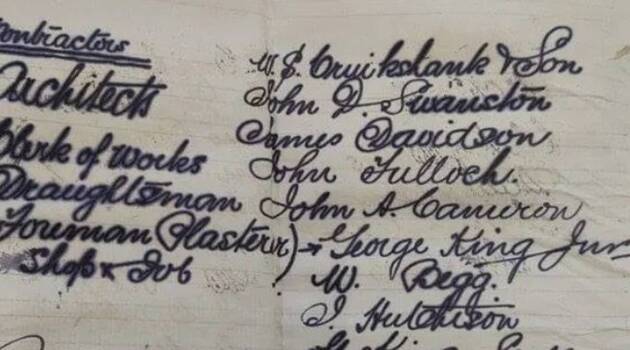 Contractors W. S. Cruikshank & Son
Architects John D. Swanston
James Davidson
Clerk of Works John Tulloch.
Draughtsman John A. Cameron
Foreman Plasterer) George King Junr
Shop & Job W. Begg.
J. Hutchison